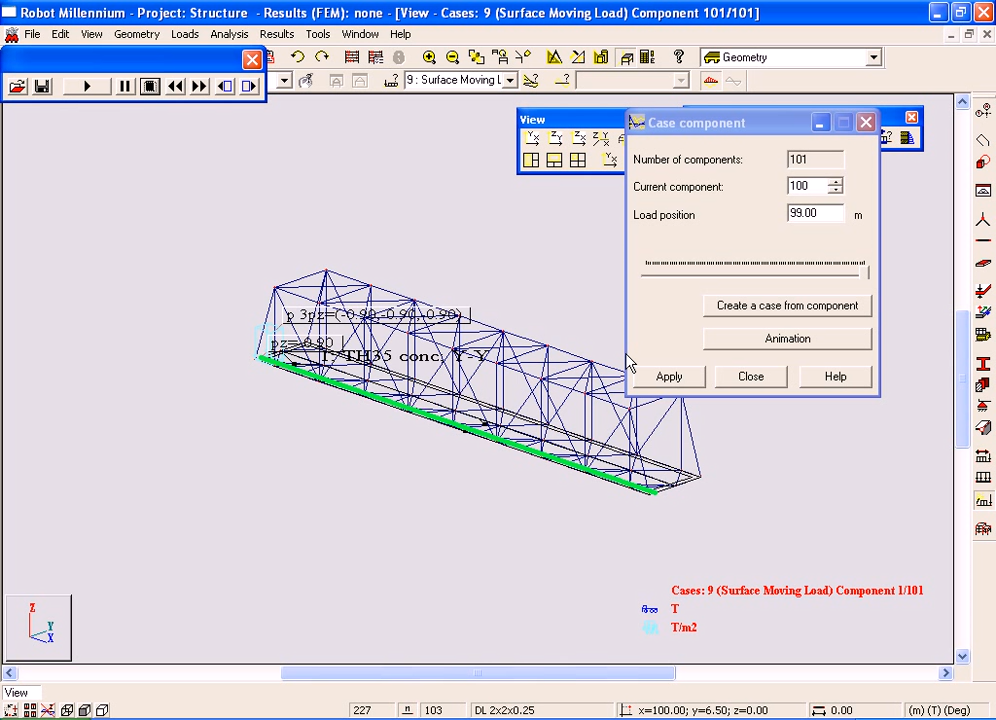 Robot Millennium - Project: Structure - Results (FEM): none - [View - Cases: 9 (Surface Moving Load) Component 101/101]
File Edit View Geometry Loads Analysis Results Tools Window Help
Geometry
9 : Surface Moving L
View
Case component
Number of components: 101
Current component: 100
Load position 99.00 m
Create a case from component
Animation
Apply Close Help
p 3pz=(-0.90,-0.90,-0.90)
pz=-0.90
TH35 conc. Y-Y
Cases: 9 (Surface Moving Load) Component 1/101
T
T/m2
Z
Y
X
View
227 n 103 DL 2x2x0.25 x=100.00; y=6.50; z=0.00 0.00 (m) (T) (Deg)